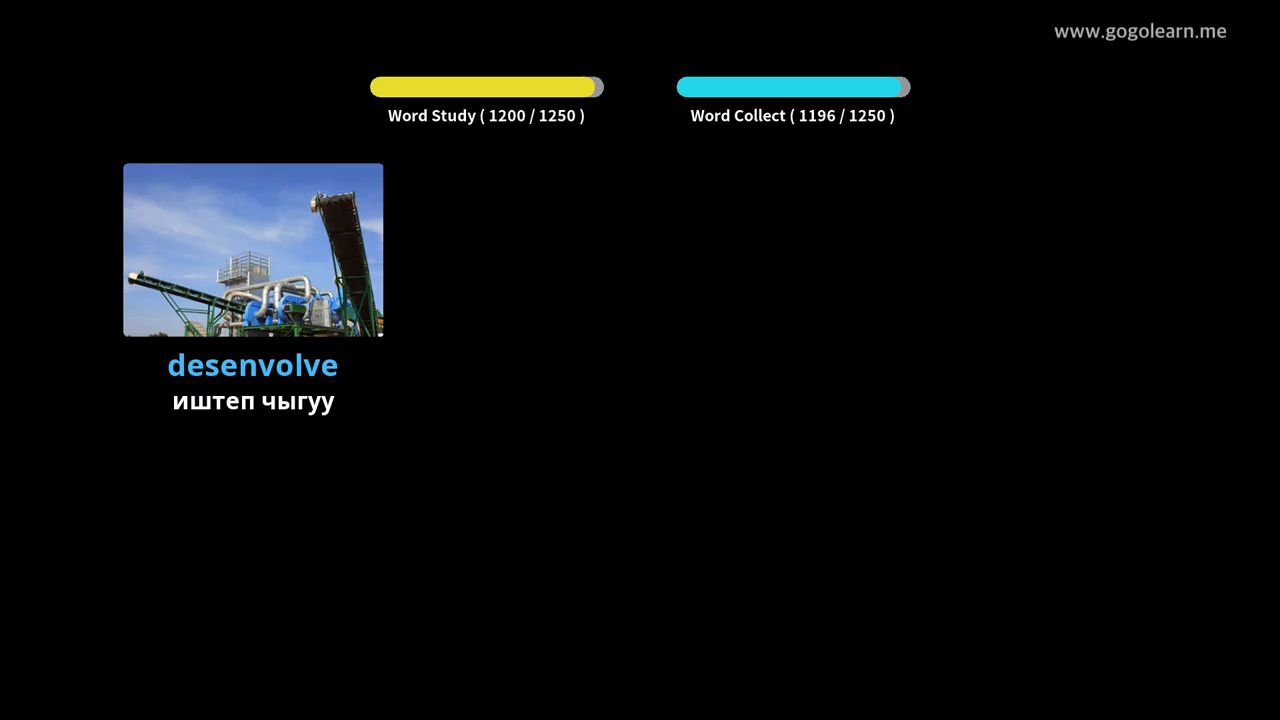 www.gogolearn.me
Word Study ( 1200 / 1250 )
Word Collect ( 1196 / 1250 )
desenvolve
иштеп чыгуу